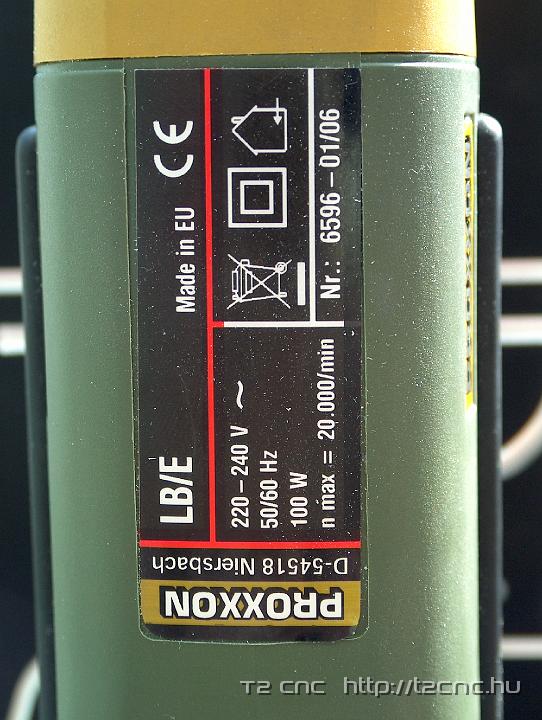 PROXXON
D-54518 Niersbach
LB/E Made in EU CE
220-240 V ~
50/60 Hz
100 W
n max = 20.000/min
Nr.: 6596-01/06
T2 CNC http://t2cnc.hu